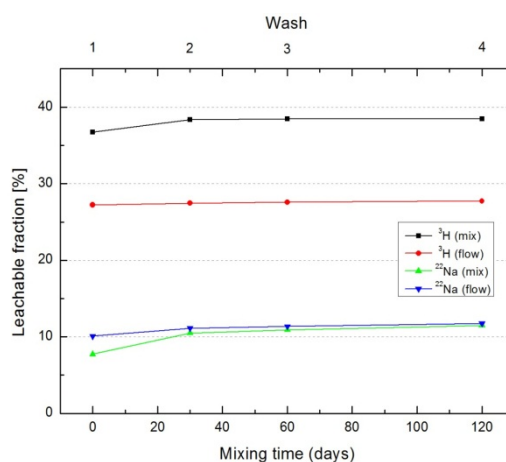 Wash
1 2 3 4
Leachable fraction [%]
40
30
20
10
0
³H (mix)
³H (flow)
²²Na (mix)
²²Na (flow)
0 20 40 60 80 100 120
Mixing time (days)